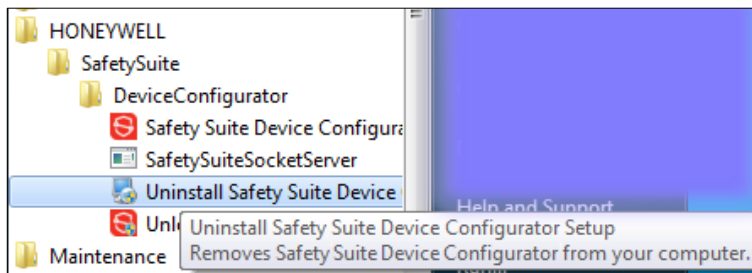 HONEYWELL
SafetySuite
DeviceConfigurator
Safety Suite Device Configura
SafetySuiteSocketServer
Uninstall Safety Suite Device
Help and Support
Unl
Uninstall Safety Suite Device Configurator Setup
Removes Safety Suite Device Configurator from your computer.
Maintenance